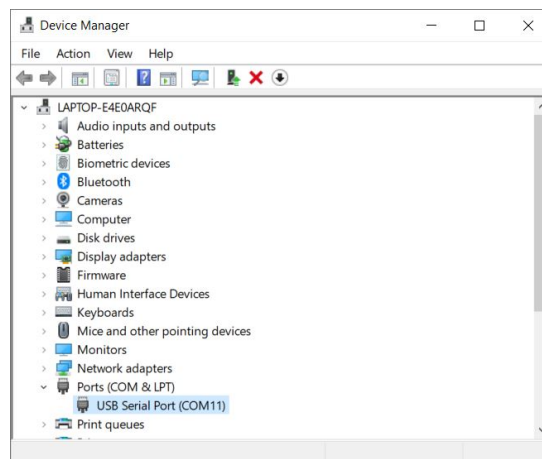 Device Manager
File Action View Help
LAPTOP-E4E0ARQF
Audio inputs and outputs
Batteries
Biometric devices
Bluetooth
Cameras
Computer
Disk drives
Display adapters
Firmware
Human Interface Devices
Keyboards
Mice and other pointing devices
Monitors
Network adapters
Ports (COM & LPT)
USB Serial Port (COM11)
Print queues